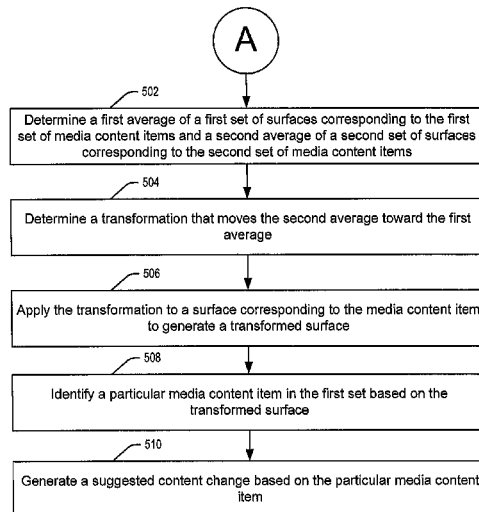 A
502
Determine a first average of a first set of surfaces corresponding to the first
set of media content items and a second average of a second set of surfaces
corresponding to the second set of media content items
504
Determine a transformation that moves the second average toward the first
average
506
Apply the transformation to a surface corresponding to the media content item
to generate a transformed surface
508
Identify a particular media content item in the first set based on the
transformed surface
510
Generate a suggested content change based on the particular media content
item